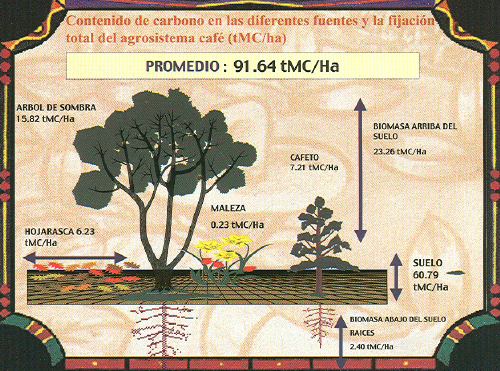 Contenido de carbono en las diferentes fuentes y la fijación
total del agrosistema café (tMC/ha)
PROMEDIO : 91.64 tMC/Ha
ARBOL DE SOMBRA
15.82 tMC/Ha
BIOMASA ARRIBA DEL
SUELO
23.26 tMC/Ha
CAFETO
7.21 tMC/Ha
MALEZA
0.23 tMC/Ha
HOJARASCA 6.23
tMC/Ha
SUELO
60.79
tMC/Ha
BIOMASA ABAJO DEL SUELO
RAICES
2.40 tMC/Ha